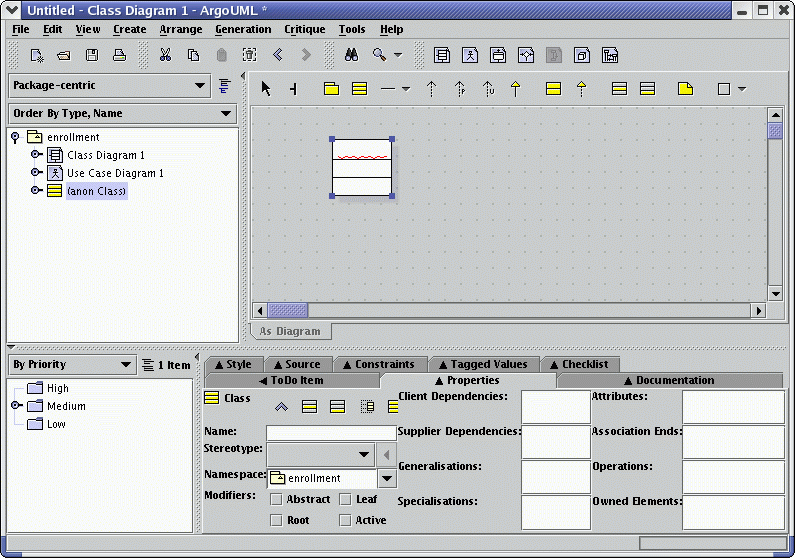 Untitled - Class Diagram 1 - ArgoUML *
File Edit View Create Arrange Generation Critique Tools Help
Package-centric
Order By Type, Name
enrollment
Class Diagram 1
Use Case Diagram 1
(anon Class)
As Diagram
By Priority
1 Item
High
Medium
Low
Style Source Constraints Tagged Values Checklist
ToDo Item Properties Documentation
Class
Name:
Stereotype:
Namespace: enrollment
Modifiers: Abstract Leaf
Root Active
Client Dependencies:
Supplier Dependencies:
Generalisations:
Specialisations:
Attributes:
Association Ends:
Operations:
Owned Elements: